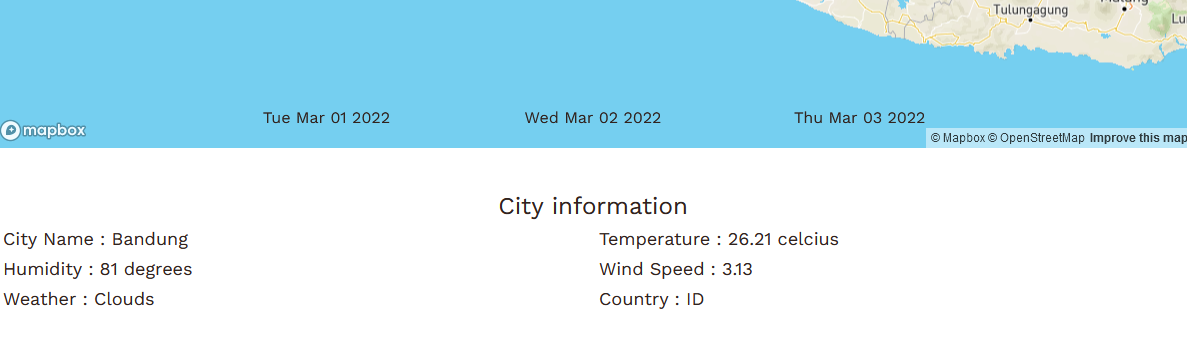 Tulungagung
Tue Mar 01 2022
Wed Mar 02 2022
Thu Mar 03 2022
mapbox
© Mapbox © OpenStreetMap Improve this map
City information
City Name : Bandung
Temperature : 26.21 celcius
Humidity : 81 degrees
Wind Speed : 3.13
Weather : Clouds
Country : ID